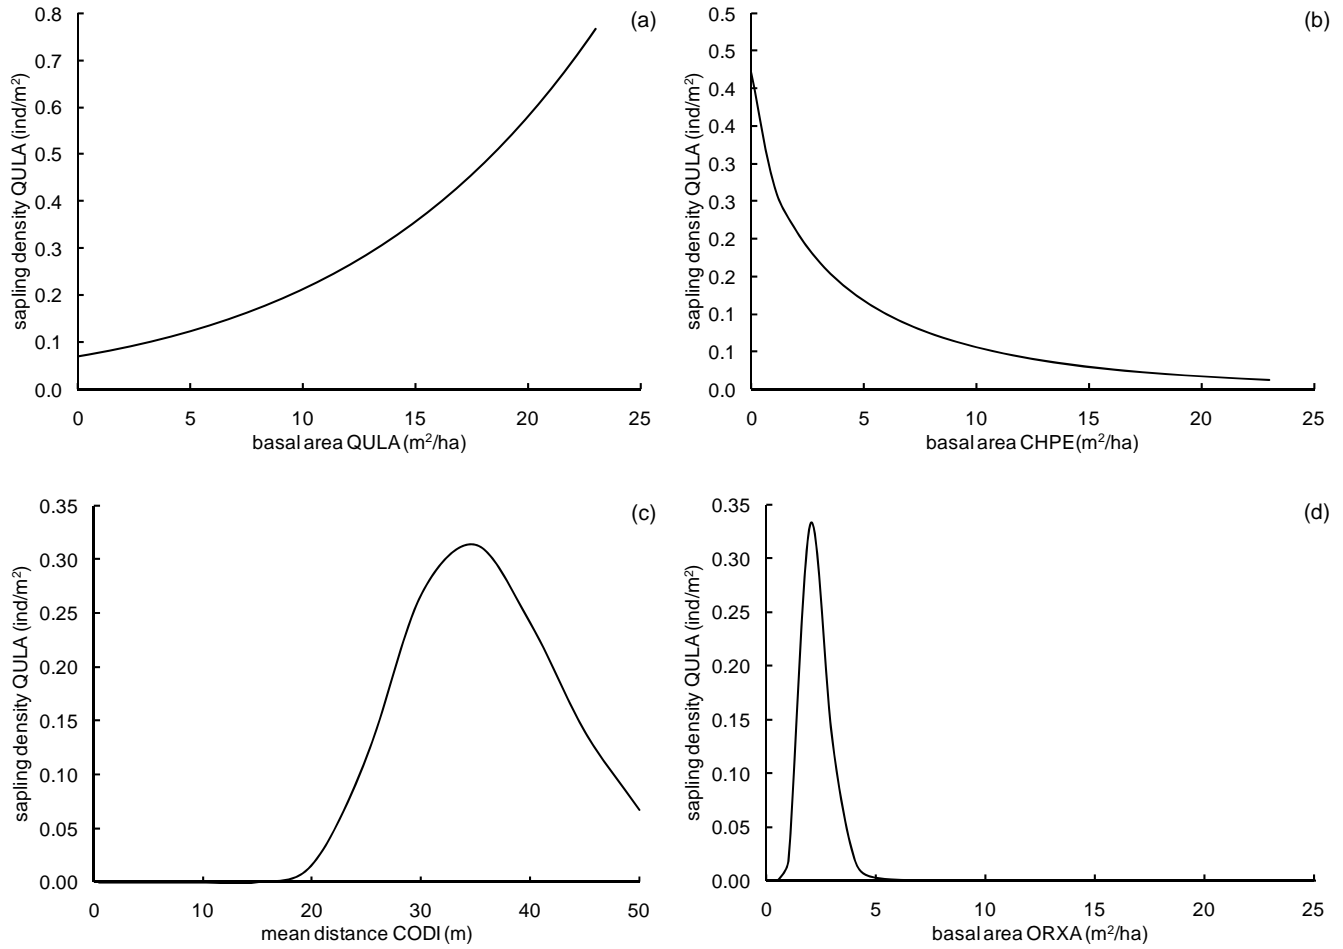 (a)
sapling density QULA (ind/m²)
0.8
0.7
0.6
0.5
0.4
0.3
0.2
0.1
0.0
0 5 10 15 20 25
basal area QULA (m²/ha)
(b)
sapling density QULA (ind/m²)
0.5
0.5
0.4
0.4
0.3
0.3
0.2
0.2
0.1
0.1
0.0
0 5 10 15 20 25
basal area CHPE(m²/ha)
(c)
sapling density QULA (ind/m²)
0.35
0.30
0.25
0.20
0.15
0.10
0.05
0.00
0 10 20 30 40 50
mean distance CODI (m)
(d)
sapling density QULA (ind/m²)
0.35
0.30
0.25
0.20
0.15
0.10
0.05
0.00
0 5 10 15 20 25
basal area ORXA (m²/ha)